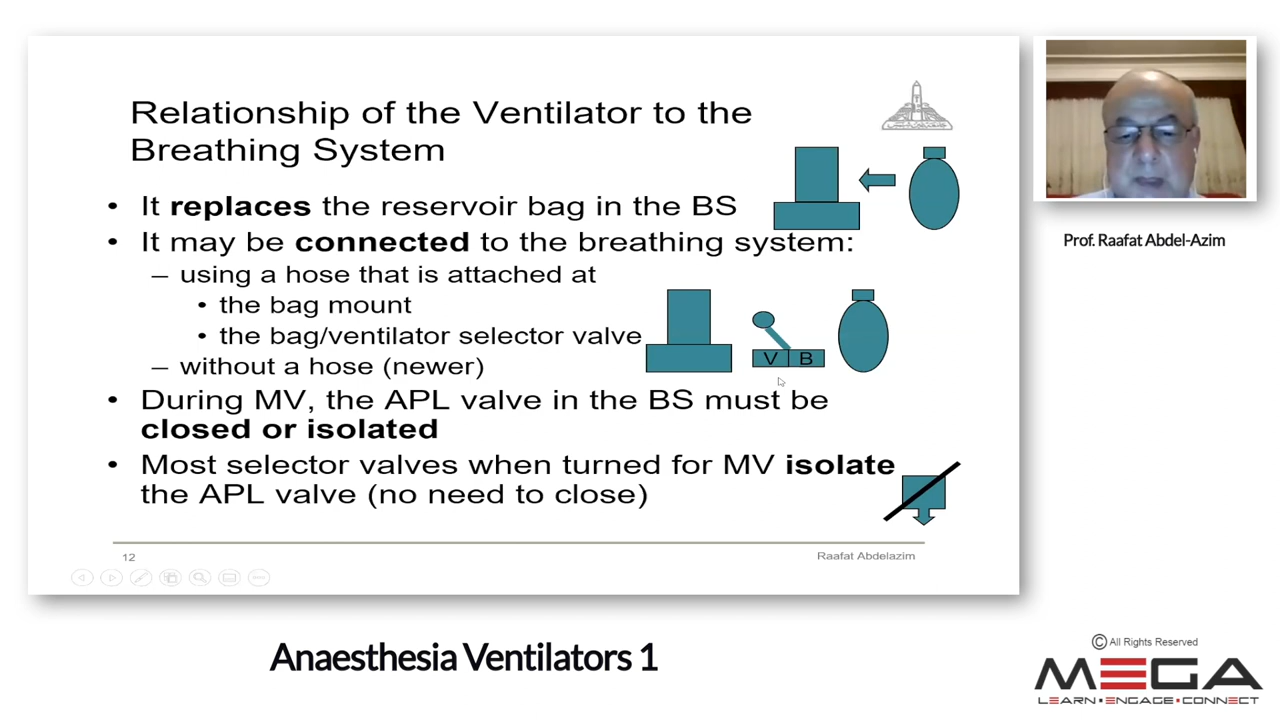 Relationship of the Ventilator to the
Breathing System
• It replaces the reservoir bag in the BS
• It may be connected to the breathing system:
– using a hose that is attached at
• the bag mount
• the bag/ventilator selector valve
– without a hose (newer)
V B
• During MV, the APL valve in the BS must be
closed or isolated
• Most selector valves when turned for MV isolate
the APL valve (no need to close)
12
Raafat Abdelazim
Prof. Raafat Abdel-Azim
Anaesthesia Ventilators 1
© All Rights Reserved
MEGA
LEARN•ENGAGE•CONNECT